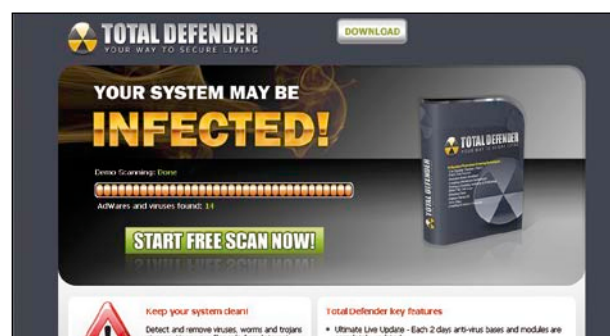 TOTAL DEFENDER
YOUR WAY TO SECURE LIVING
DOWNLOAD
YOUR SYSTEM MAY BE
INFECTED!
Demo Scanning: Done
AdWares and viruses found: 14
START FREE SCAN NOW!
TOTAL DEFENDER
TOTAL DEFENDER
Keep your system clean!
Detect and remove viruses, worms and trojans
Total Defender key features
• Ultimate Live Update - Each 2 days anti-virus bases and modules are